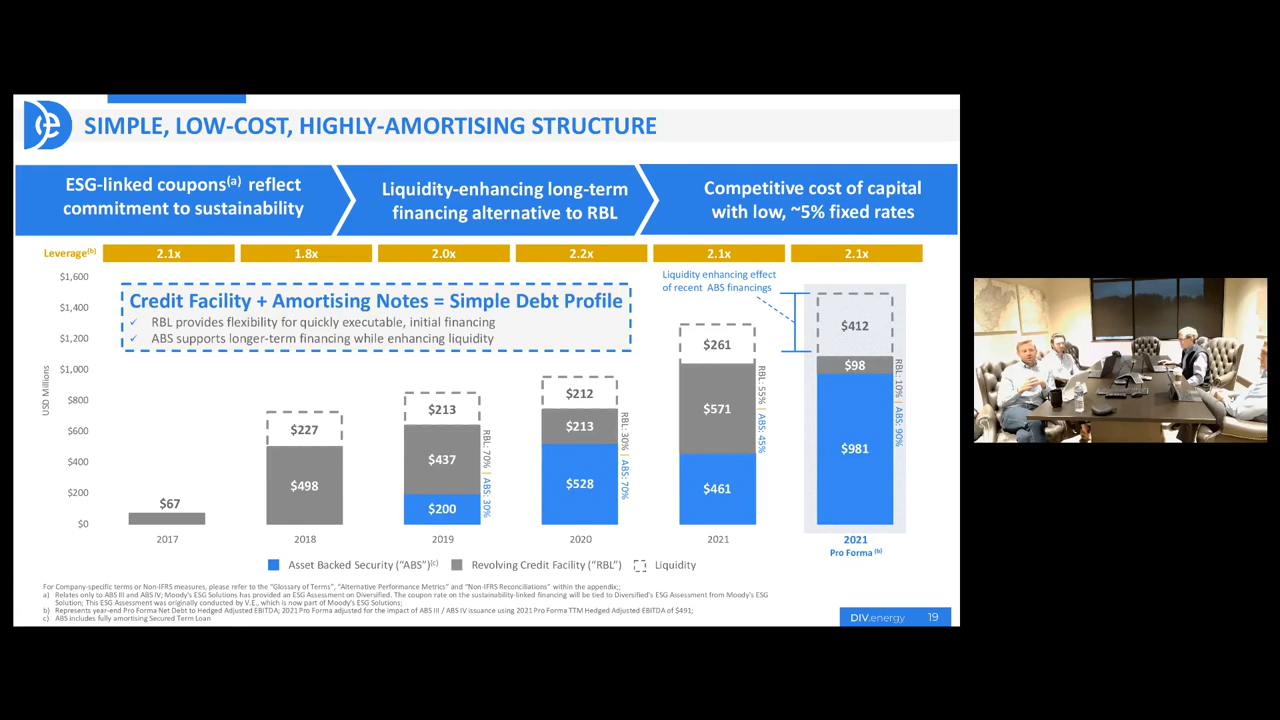 SIMPLE, LOW-COST, HIGHLY-AMORTISING STRUCTURE
ESG-linked coupons(a) reflect
commitment to sustainability
Liquidity-enhancing long-term
financing alternative to RBL
Competitive cost of capital
with low, ~5% fixed rates
Leverage(b)
2.1x
1.8x
2.0x
2.2x
2.1x
2.1x
$1,600
$1,400
$1,200
$1,000
$800
$600
$400
$200
$0
USD Millions
Credit Facility + Amortising Notes = Simple Debt Profile
✓ RBL provides flexibility for quickly executable, initial financing
✓ ABS supports longer-term financing while enhancing liquidity
Liquidity enhancing effect
of recent ABS financings
$67
$227
$498
$213
$437
$200
RBL: 70% | ABS: 30%
$212
$213
$528
RBL: 30% | ABS: 70%
$261
$571
$461
RBL: 55% | ABS: 45%
$412
$98
$981
RBL: 10% | ABS: 90%
2017
2018
2019
2020
2021
2021
Pro Forma (b)
Asset Backed Security ("ABS")(c)
Revolving Credit Facility ("RBL")
Liquidity
For Company-specific terms or Non-IFRS measures, please refer to the "Glossary of Terms", "Alternative Performance Metrics" and "Non-IFRS Reconciliations" within the appendix;;
a) Relates only to ABS III and ABS IV; Moody's ESG Solutions has provided an ESG Assessment on Diversified. The coupon rate on the sustainability-linked financing will be tied to Diversified's ESG Assessment from Moody's ESG
Solution; This ESG Assessment was originally conducted by V.E., which is now part of Moody's ESG Solutions;
b) Represents year-end Pro Forma Net Debt to Hedged Adjusted EBITDA; 2021 Pro Forma adjusted for the impact of ABS III / ABS IV issuance using 2021 Pro Forma TTM Hedged Adjusted EBITDA of $491;
c) ABS includes fully amortising Secured Term Loan
DIV.energy
19